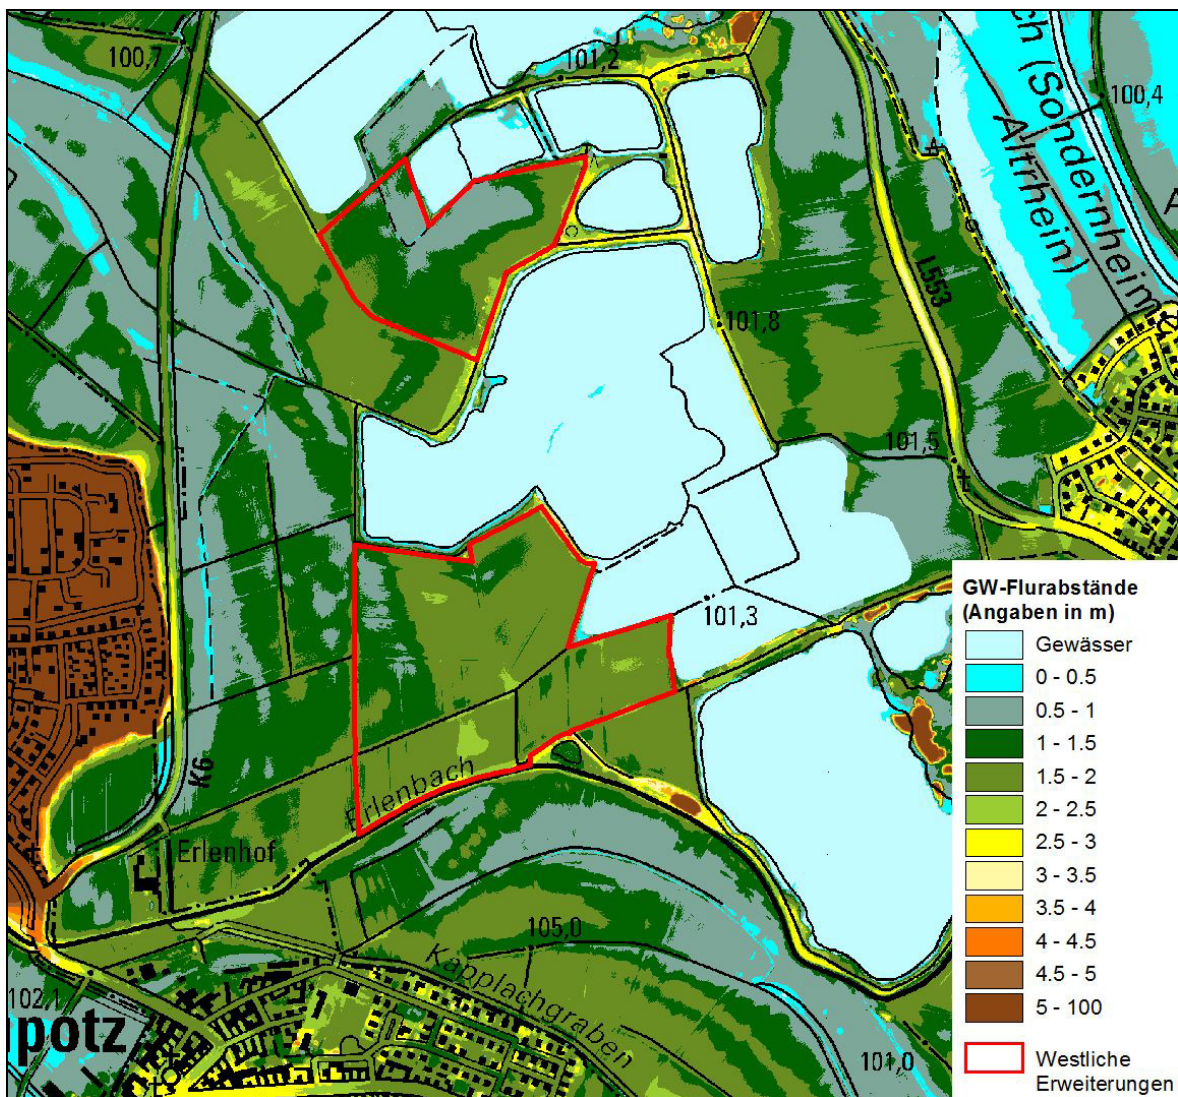 100,7
101,2
100,4
ch (Sondernheim
Altrhein)
A
L553
101,8
101,5
101,3
K6
Erlenbach
Erlenhof
105,0
Kapplachgraben
102,1
potz
101,0
GW-Flurabstände
(Angaben in m)
Gewässer
0 - 0.5
0.5 - 1
1 - 1.5
1.5 - 2
2 - 2.5
2.5 - 3
3 - 3.5
3.5 - 4
4 - 4.5
4.5 - 5
5 - 100
Westliche
Erweiterungen